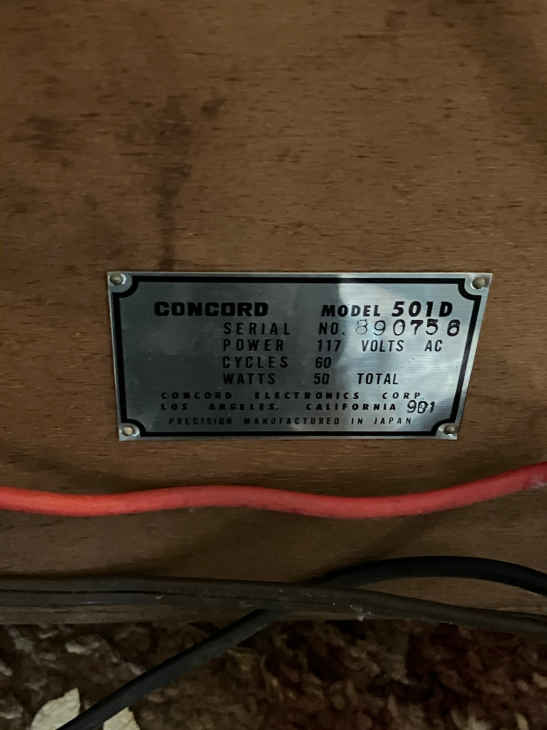 CONCORD MODEL 501D
SERIAL NO. 890756
POWER 117 VOLTS AC
CYCLES 60
WATTS 50 TOTAL
CONCORD ELECTRONICS CORP.
LOS ANGELES. CALIFORNIA 901
PRECISION MANUFACTURED IN JAPAN